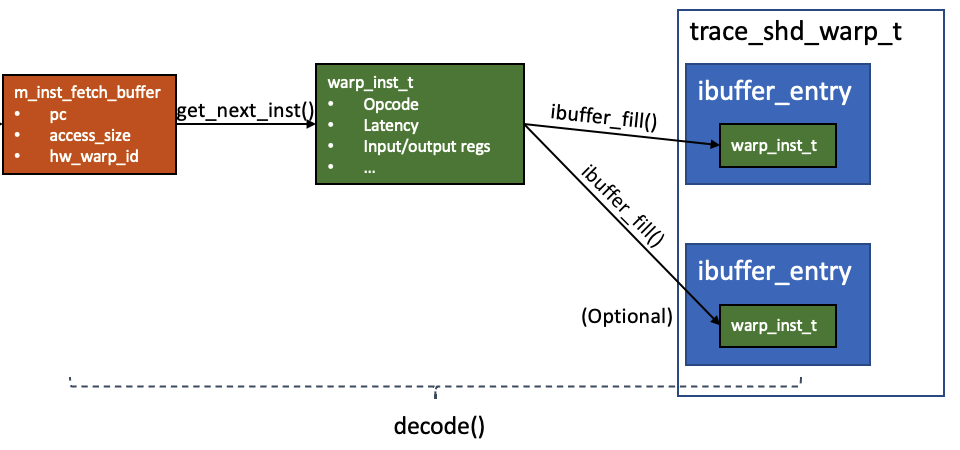 trace_shd_warp_t
m_inst_fetch_buffer
• pc
• access_size
• hw_warp_id
get_next_inst()
warp_inst_t
• Opcode
• Latency
• Input/output regs
• ...
ibuffer_fill()
ibuffer_fill()
(Optional)
ibuffer_entry
warp_inst_t
ibuffer_entry
warp_inst_t
decode()